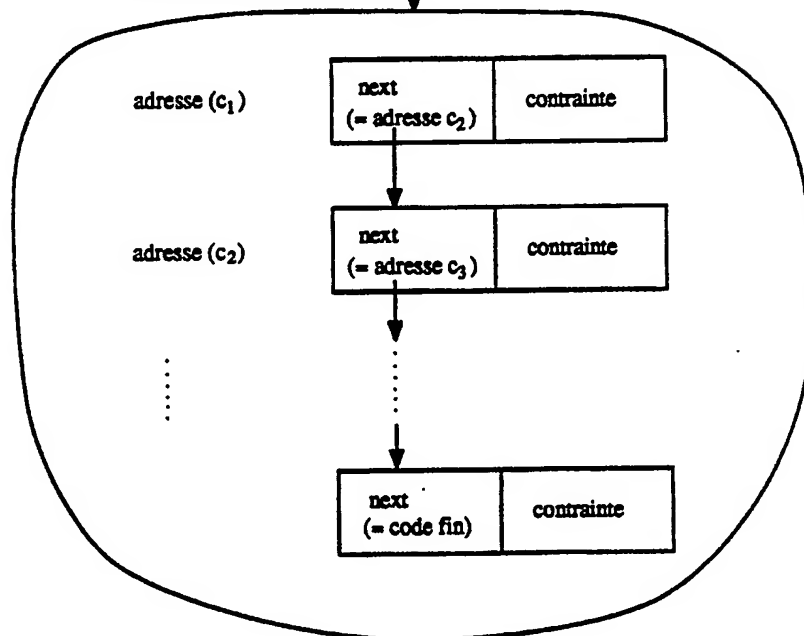 adresse (c₁)
next
(= adresse c₂)
contrainte
adresse (c₂)
next
(= adresse c₃)
contrainte
next
(= code fin)
contrainte